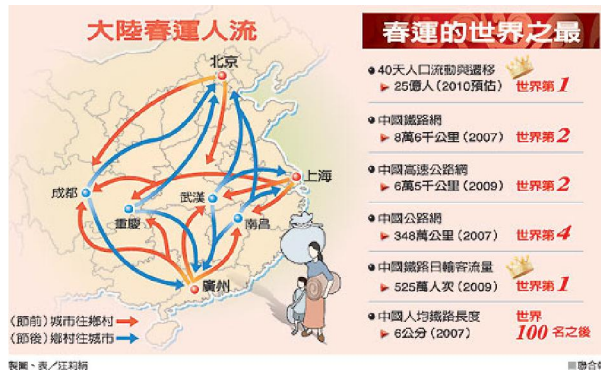 大陸春運人流
北京
成都
重慶
武漢
南昌
上海
廣州
(節前)城市往鄉村
(節後)鄉村往城市
春運的世界之最
40天人口流動與遷移
25億人(2010預估) 世界第1
中國鐵路網
8萬6千公里(2007) 世界第2
中國高速公路網
6萬5千公里(2009) 世界第2
中國公路網
348萬公里(2007) 世界第4
中國鐵路日輸客流量
525萬人次(2009) 世界第1
中國人均鐵路長度
6公分(2007) 世界
100名之後
製圖、表/汪莉絹
■聯合